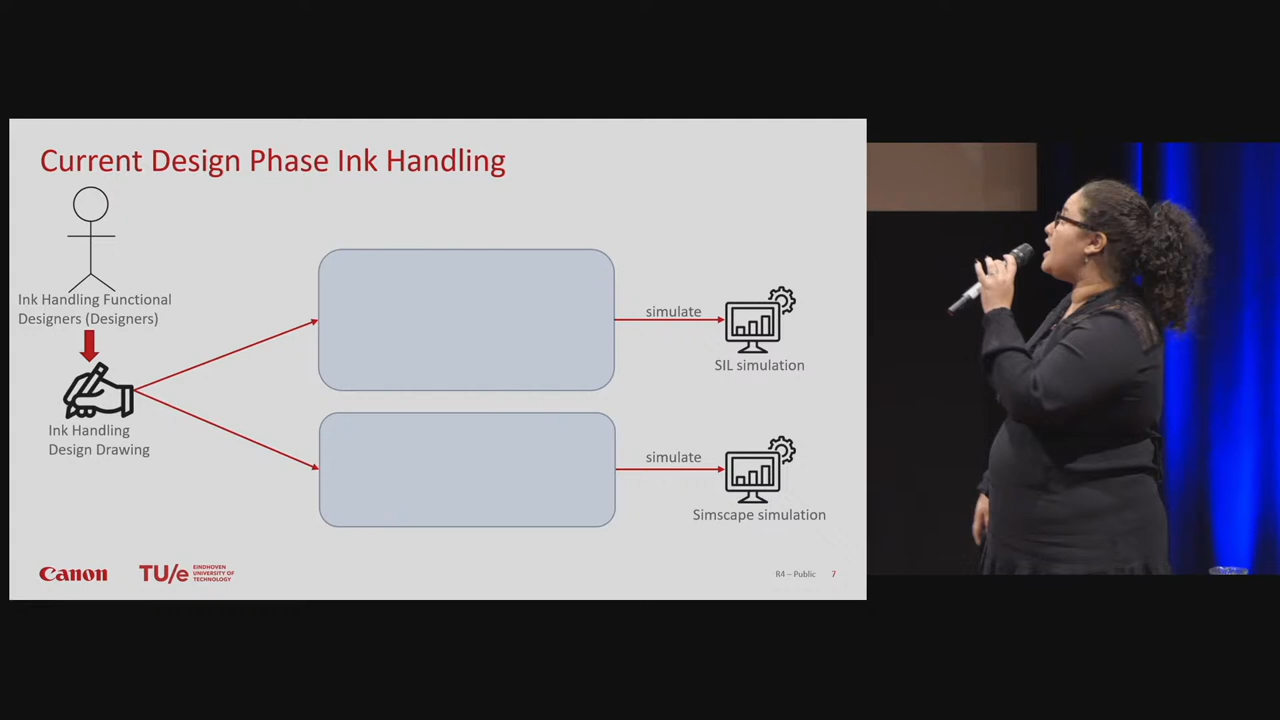 Current Design Phase Ink Handling
Ink Handling Functional
Designers (Designers)
Ink Handling
Design Drawing
simulate
SIL simulation
simulate
Simscape simulation
Canon
TU/e
EINDHOVEN
UNIVERSITY OF
TECHNOLOGY
R4 – Public 7